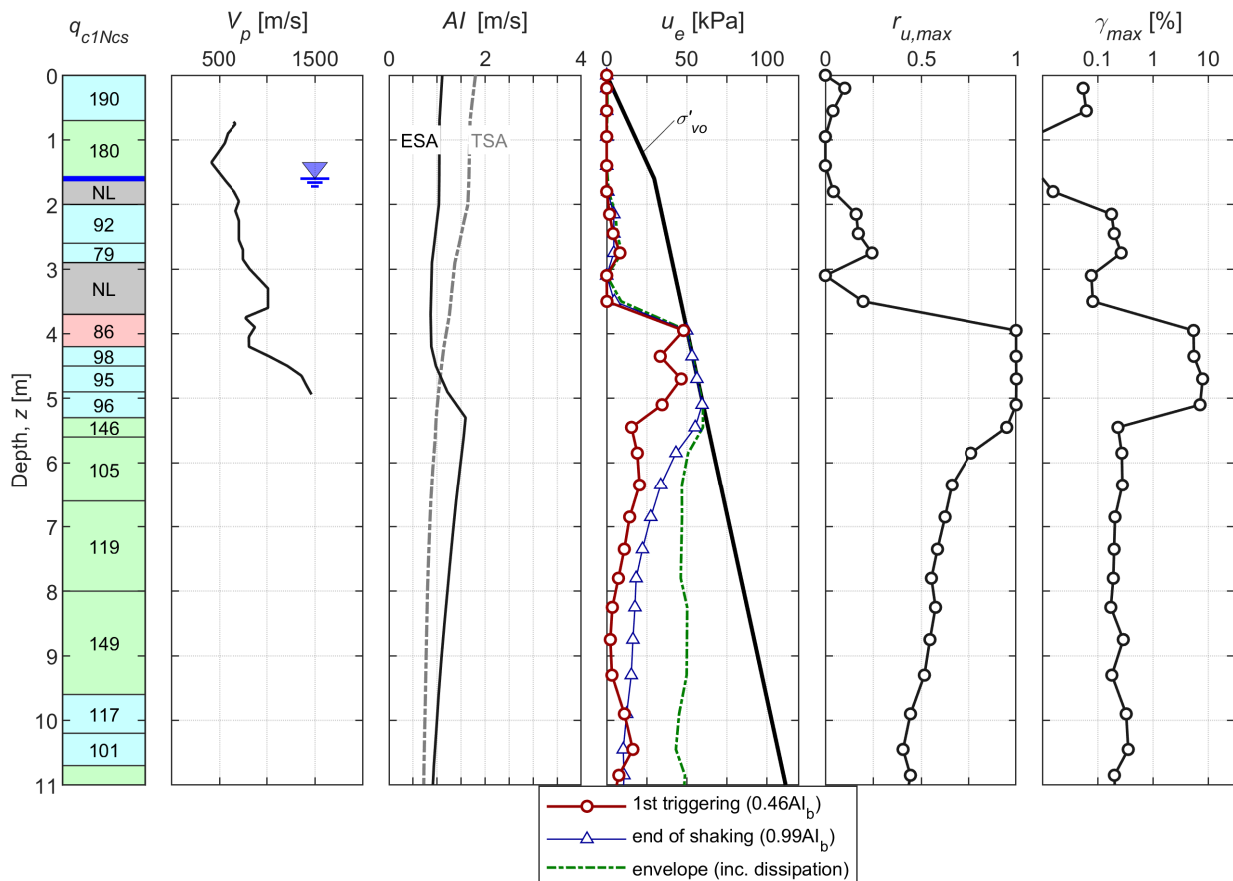 q_c1Ncs
V_p [m/s]
AI [m/s]
u_e [kPa]
r_u,max
γ_max [%]
500 1500
0 2 4
0 50 100
0 0.5 1
0.1 1 10
0
1
2
3
4
5
6
7
8
9
10
11
Depth, z [m]
190
180
NL
92
79
NL
86
98
95
96
146
105
119
149
117
101
ESA
TSA
σ'_vo
1st triggering (0.46AI_b)
end of shaking (0.99AI_b)
envelope (inc. dissipation)